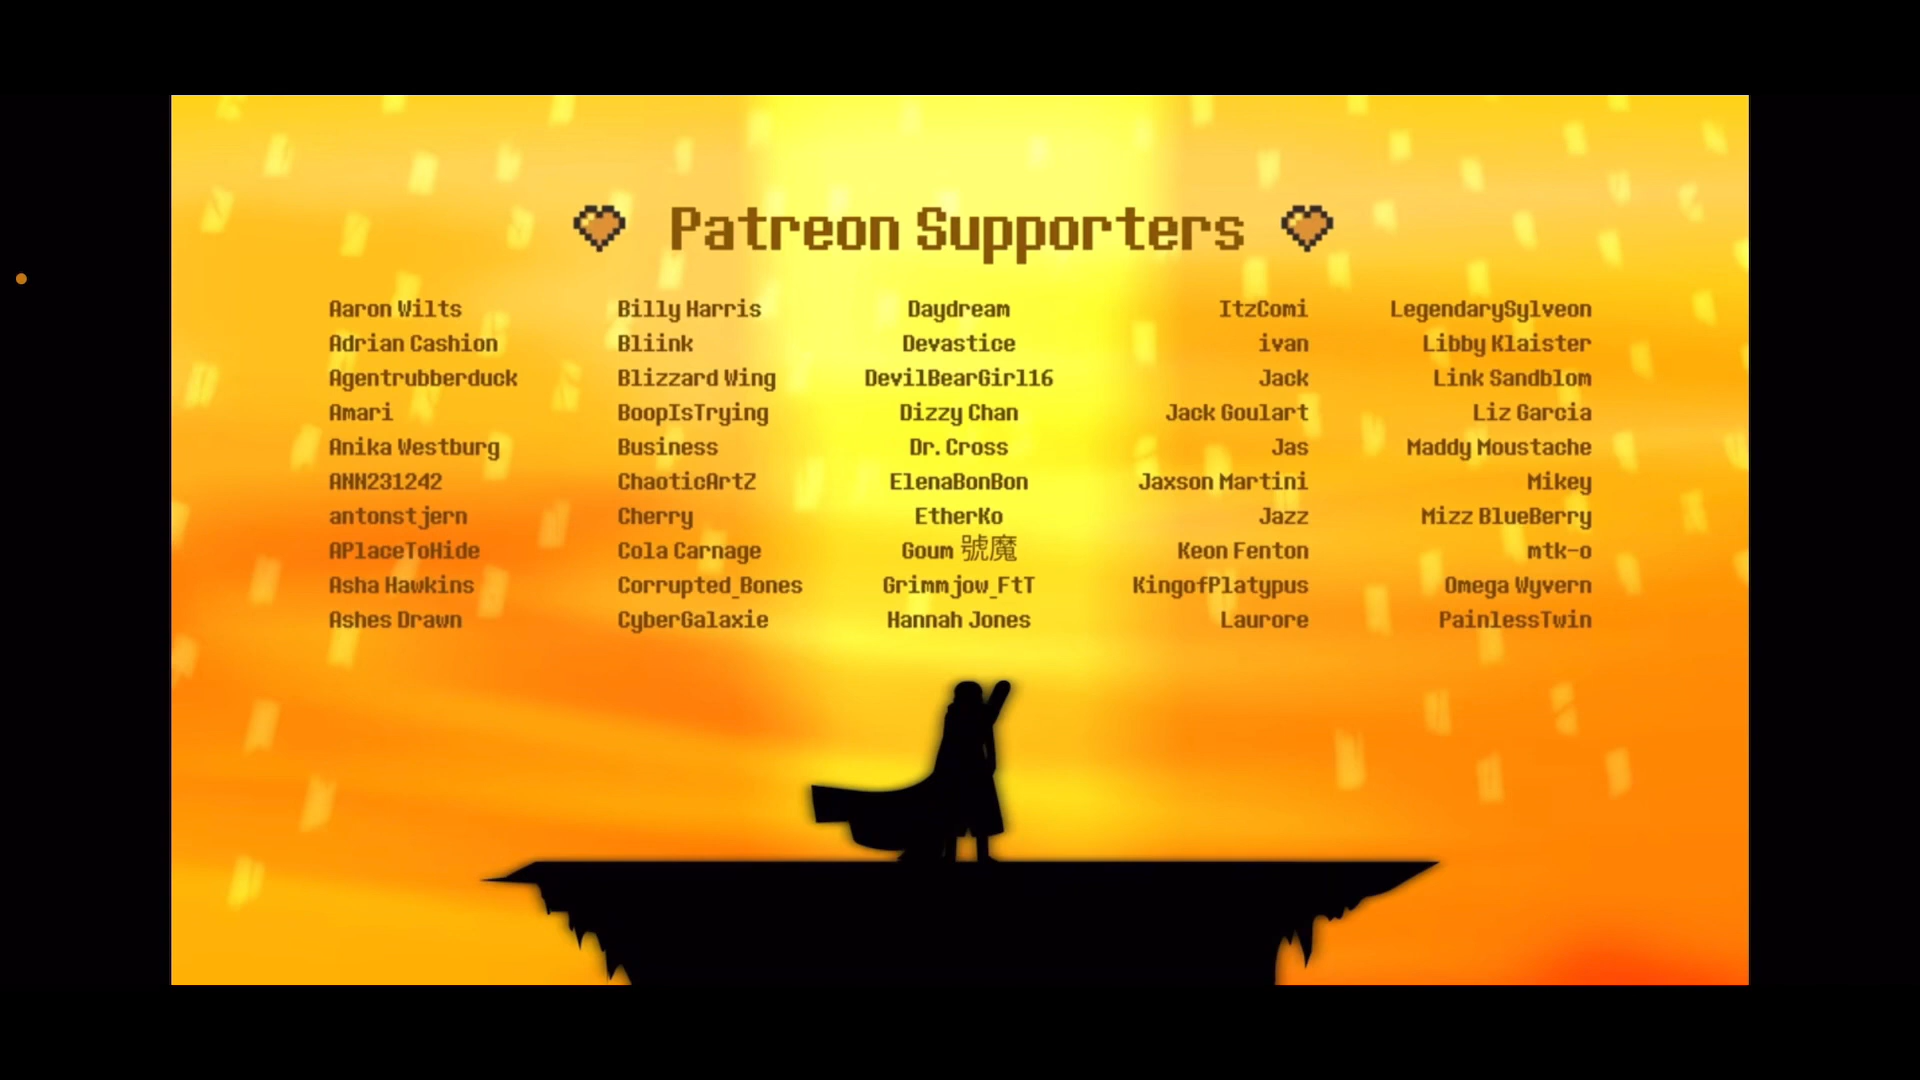 Patreon Supporters
Aaron Wilts
Adrian Cashion
Agentrubberduck
Amari
Anika Westburg
ANN231242
antonstjern
APlaceToHide
Asha Hawkins
Ashes Drawn
Billy Harris
Bliink
Blizzard Wing
BoopIsTrying
Business
ChaoticArtZ
Cherry
Cola Carnage
Corrupted_Bones
CyberGalaxie
Daydream
Devastice
DevilBearGirl16
Dizzy Chan
Dr. Cross
ElenaBonBon
EtherKo
Goum 號魔
Grimmjow_FtT
Hannah Jones
ItzComi
ivan
Jack
Jack Goulart
Jas
Jaxson Martini
Jazz
Keon Fenton
KingofPlatypus
Laurore
LegendarySylveon
Libby Klaister
Link Sandblom
Liz Garcia
Maddy Moustache
Mikey
Mizz BlueBerry
mtk-o
Omega Wyvern
PainlessTwin